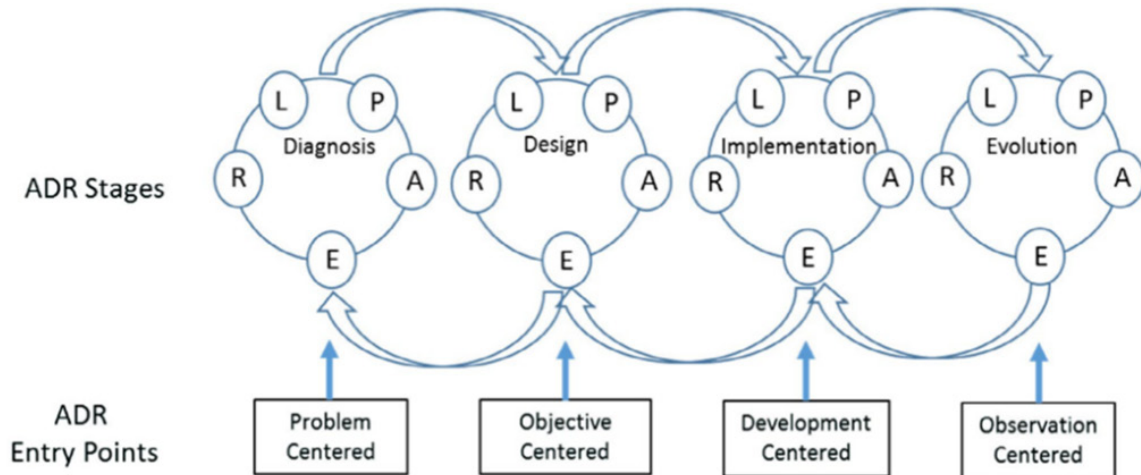 L P L P L P L P
Diagnosis Design Implementation Evolution
ADR Stages R A R A R A R A
E E E E
ADR
Entry Points
Problem
Centered
Objective
Centered
Development
Centered
Observation
Centered